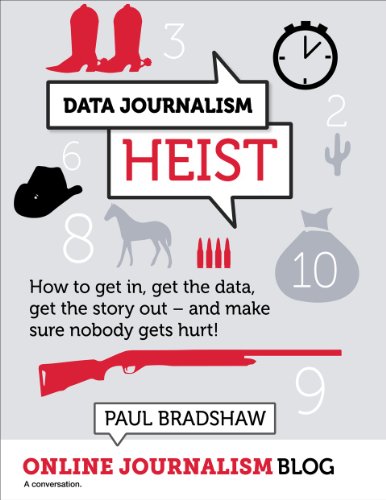 3
DATA JOURNALISM
HEIST
2
6
8
10
How to get in, get the data,
get the story out – and make
sure nobody gets hurt!
9
PAUL BRADSHAW
ONLINE JOURNALISM BLOG
A conversation.